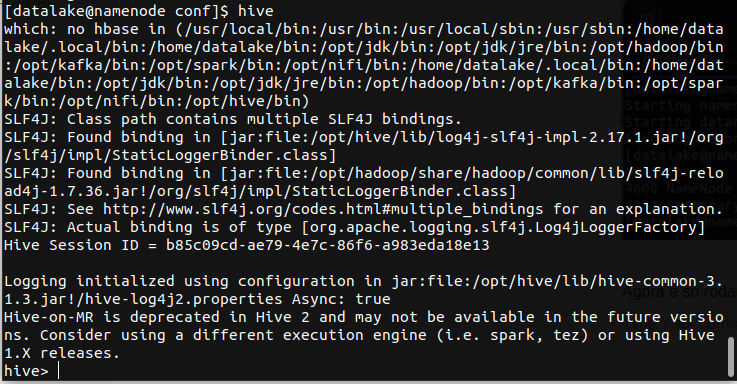 [datalake@namenode conf]$ hive
which: no hbase in (/usr/local/bin:/usr/bin:/usr/local/sbin:/usr/sbin:/home/data
lake/.local/bin:/home/datalake/bin:/opt/jdk/bin:/opt/jdk/jre/bin:/opt/hadoop/bin
:/opt/kafka/bin:/opt/spark/bin:/opt/nifi/bin:/home/datalake/.local/bin:/home/dat
alake/bin:/opt/jdk/bin:/opt/jdk/jre/bin:/opt/hadoop/bin:/opt/kafka/bin:/opt/spar
k/bin:/opt/nifi/bin:/opt/hive/bin)
SLF4J: Class path contains multiple SLF4J bindings.
SLF4J: Found binding in [jar:file:/opt/hive/lib/log4j-slf4j-impl-2.17.1.jar!/org
/slf4j/impl/StaticLoggerBinder.class]
SLF4J: Found binding in [jar:file:/opt/hadoop/share/hadoop/common/lib/slf4j-relo
ad4j-1.7.36.jar!/org/slf4j/impl/StaticLoggerBinder.class]
SLF4J: See http://www.slf4j.org/codes.html#multiple_bindings for an explanation.
SLF4J: Actual binding is of type [org.apache.logging.slf4j.Log4jLoggerFactory]
Hive Session ID = b85c09cd-ae79-4e7c-86f6-a983eda18e13
Logging initialized using configuration in jar:file:/opt/hive/lib/hive-common-3.
1.3.jar!/hive-log4j2.properties Async: true
Hive-on-MR is deprecated in Hive 2 and may not be available in the future versio
ns. Consider using a different execution engine (i.e. spark, tez) or using Hive
1.X releases.
hive>